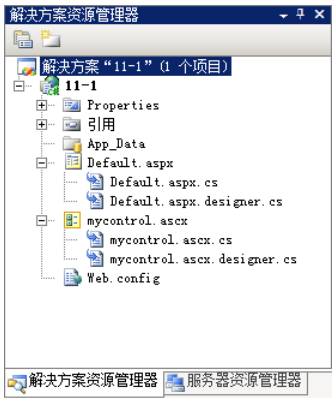 解决方案资源管理器
解决方案“11-1”(1 个项目)
11-1
Properties
引用
App_Data
Default.aspx
Default.aspx.cs
Default.aspx.designer.cs
mycontrol.ascx
mycontrol.ascx.cs
mycontrol.ascx.designer.cs
Web.config
解决方案资源管理器 服务器资源管理器